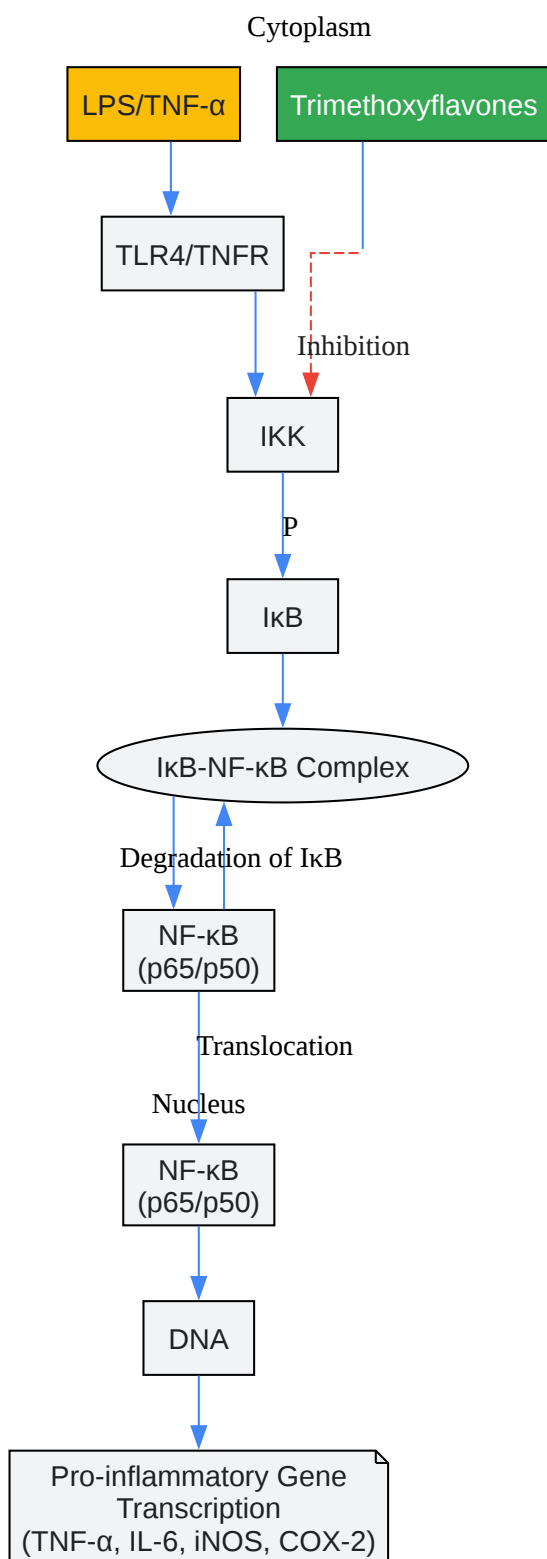 Cytoplasm
LPS/TNF-α
Trimethoxyflavones
TLR4/TNFR
Inhibition
IKK
P
IκB
IκB-NF-κB Complex
Degradation of IκB
NF-κB
(p65/p50)
Translocation
Nucleus
NF-κB
(p65/p50)
DNA
Pro-inflammatory Gene
Transcription
(TNF-α, IL-6, iNOS, COX-2)